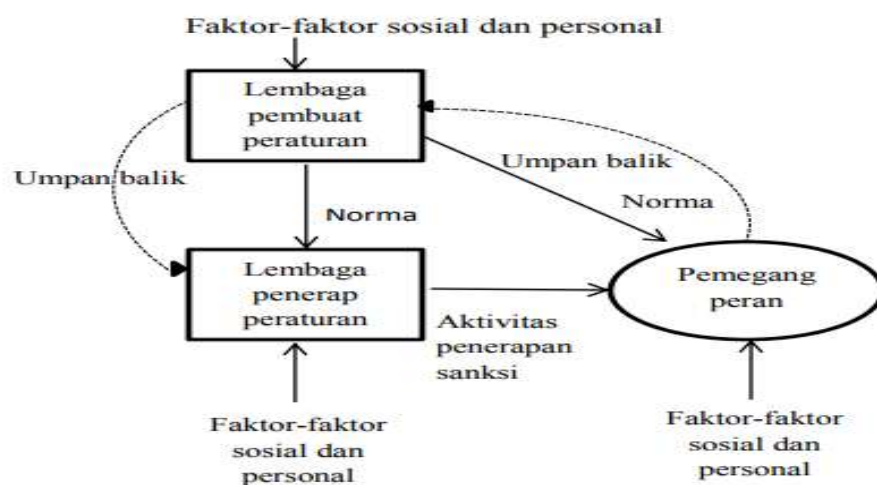 Faktor-faktor sosial dan personal
Lembaga
pembuat
peraturan
Umpan balik
Umpan balik
Norma
Norma
Lembaga
penerap
peraturan
Pemegang
peran
Aktivitas
penerapan
sanksi
Faktor-faktor
sosial dan
personal
Faktor-faktor
sosial dan
personal